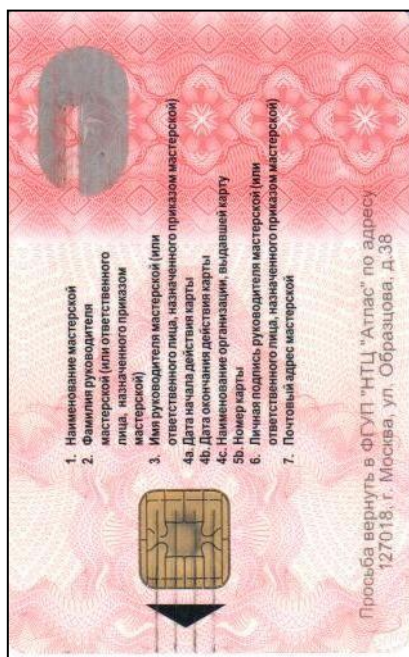 1. Наименование мастерской
2. Фамилия руководителя
мастерской (или ответственного
лица, назначенного приказом
мастерской)
3. Имя руководителя мастерской (или
ответственного лица, назначенного приказом мастерской)
4a. Дата начала действия карты
4b. Дата окончания действия карты
4c. Наименование организации, выдавшей карту
5b. Номер карты
6. Личная подпись руководителя мастерской (или
ответственного лица, назначенного приказом мастерской)
7. Почтовый адрес мастерской
Просьба вернуть в ФГУП "НТЦ "Атлас" по адресу
127018, г. Москва, ул. Образцова, д.38